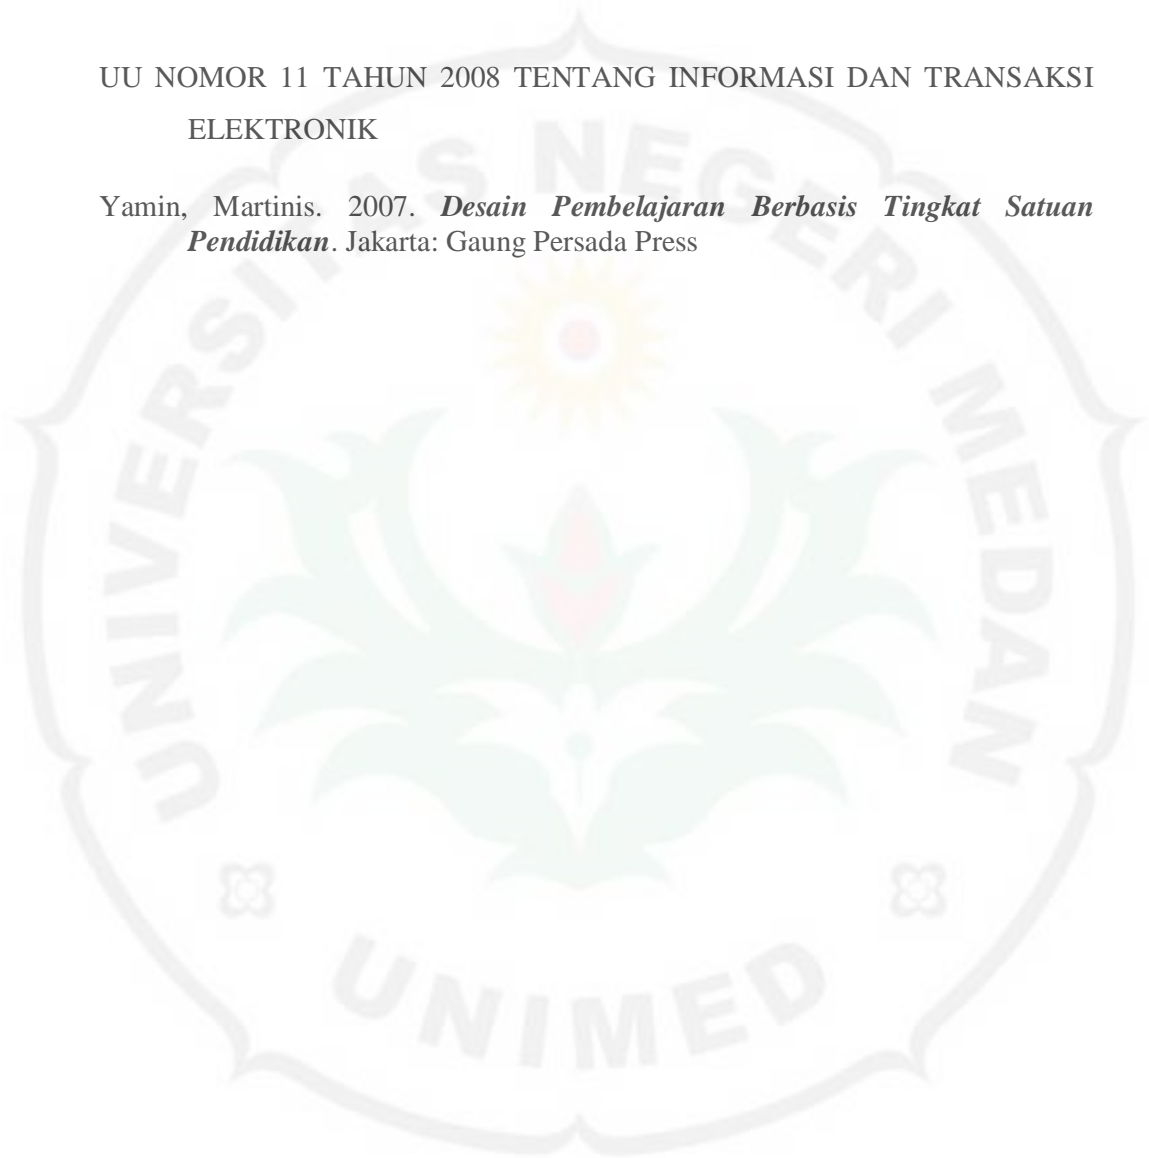 UU NOMOR 11 TAHUN 2008 TENTANG INFORMASI DAN TRANSAKSI
ELEKTRONIK
Yamin, Martinis. 2007. Desain Pembelajaran Berbasis Tingkat Satuan
Pendidikan. Jakarta: Gaung Persada Press
UNIVERSITAS NEGERI MEDAN
UNIMED